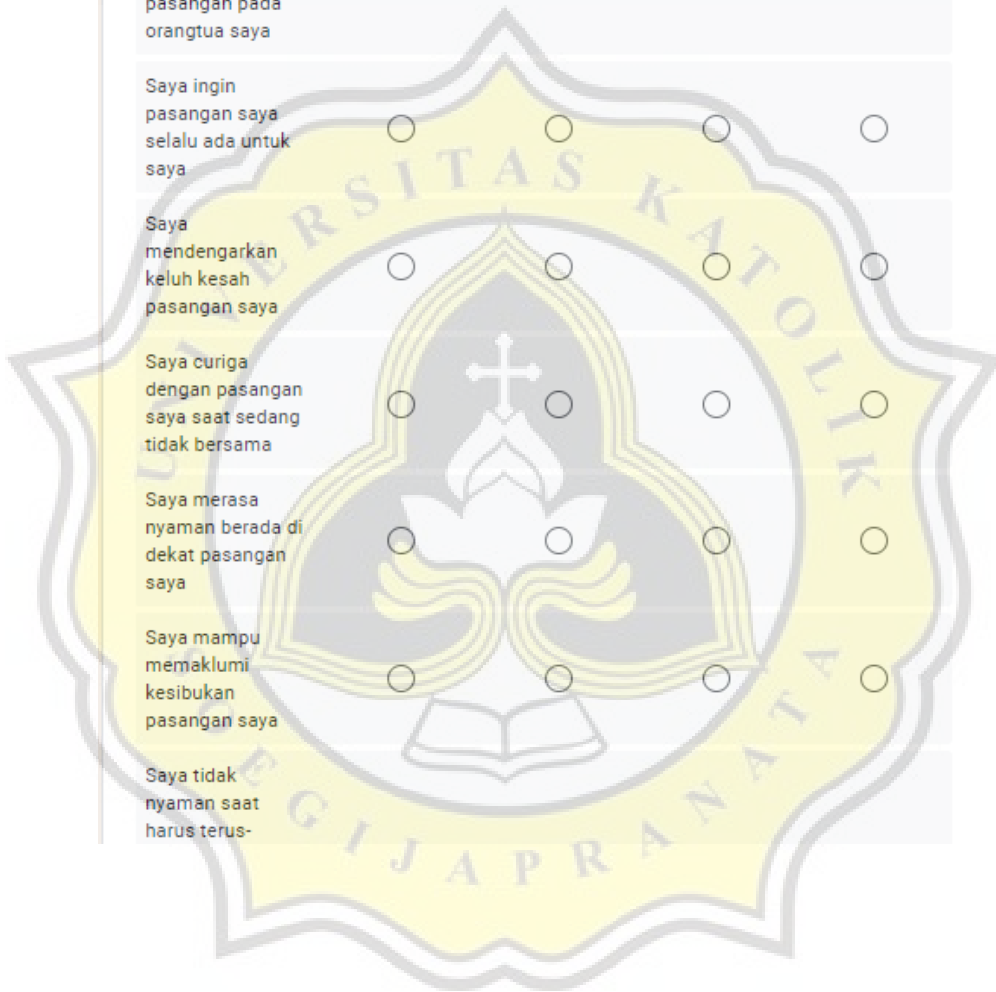 pasangan pada
orangtua saya
Saya ingin
pasangan saya
selalu ada untuk
saya
Saya
mendengarkan
keluh kesah
pasangan saya
Saya curiga
dengan pasangan
saya saat sedang
tidak bersama
Saya merasa
nyaman berada di
dekat pasangan
saya
Saya mampu
memaklumi
kesibukan
pasangan saya
Saya tidak
nyaman saat
harus terus-
UNIVERSITAS KATOLIK
SOEGIJAPRANATA